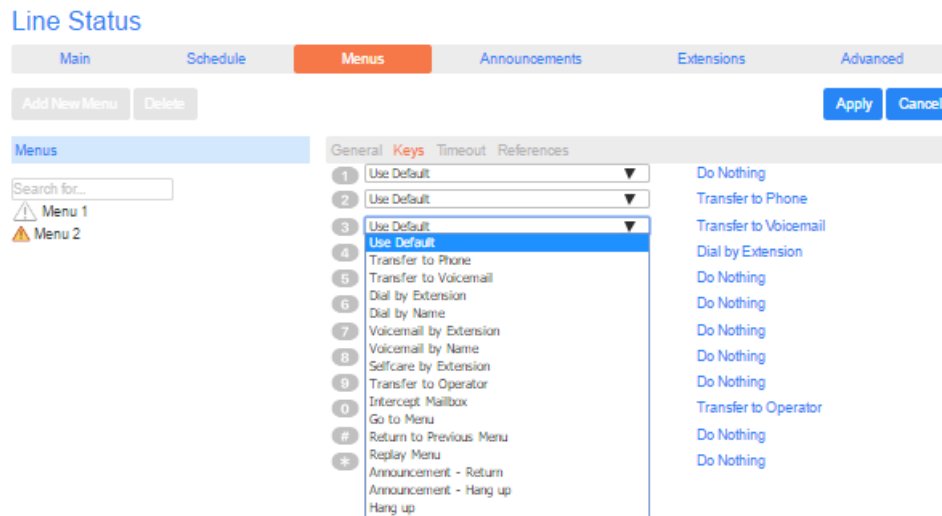 Line Status
Main Schedule Menus Announcements Extensions Advanced
Add New Menu Delete Apply Cancel
Menus
General Keys Timeout References
Search for...
Menu 1
Menu 2
1 Use Default Do Nothing
2 Use Default Transfer to Phone
3 Use Default Transfer to Voicemail
4 Dial by Extension
5 Do Nothing
6 Do Nothing
7 Do Nothing
8 Do Nothing
9 Do Nothing
0 Transfer to Operator
# Do Nothing
* Do Nothing
Use Default
Transfer to Phone
Transfer to Voicemail
Dial by Extension
Dial by Name
Voicemail by Extension
Voicemail by Name
Selfcare by Extension
Transfer to Operator
Intercept Mailbox
Go to Menu
Return to Previous Menu
Replay Menu
Announcement - Return
Announcement - Hang up
Hang up